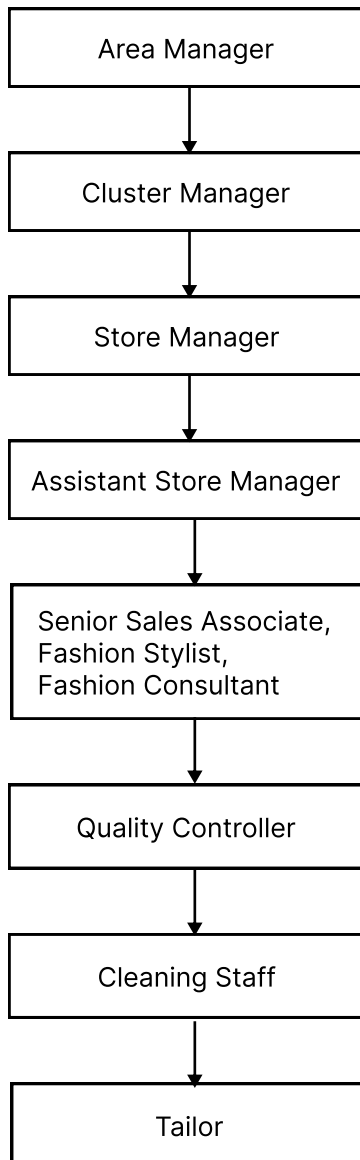 Area Manager
Cluster Manager
Store Manager
Assistant Store Manager
Senior Sales Associate,
Fashion Stylist,
Fashion Consultant
Quality Controller
Cleaning Staff
Tailor